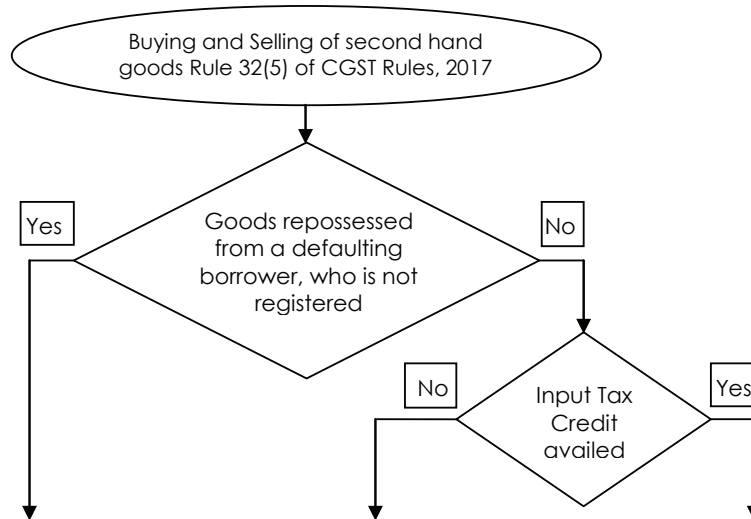 Buying and Selling of second hand
goods Rule 32(5) of CGST Rules, 2017
Yes
Goods repossessed
from a defaulting
borrower, who is not
registered
No
No
Input Tax
Credit
availed
Yes